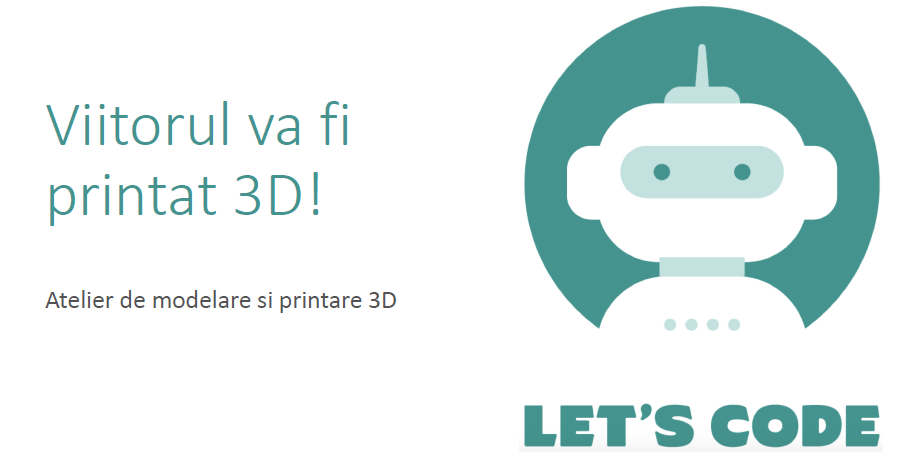 Viitorul va fi
printat 3D!
Atelier de modelare si printare 3D
LET'S CODE